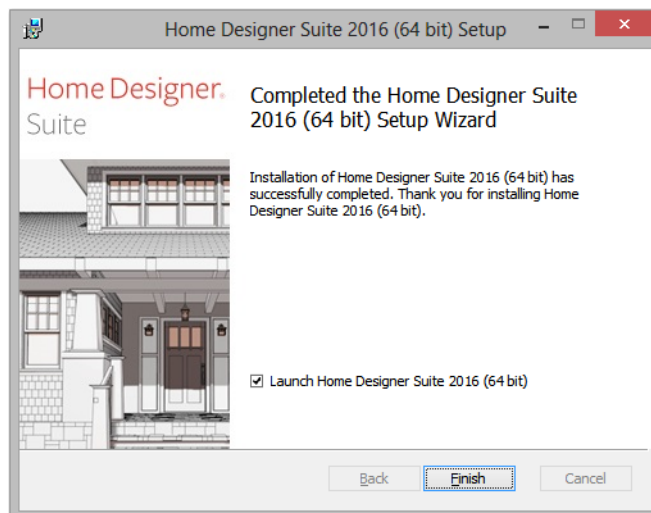 Home Designer Suite 2016 (64 bit) Setup
Home Designer
Suite
Completed the Home Designer Suite
2016 (64 bit) Setup Wizard
Installation of Home Designer Suite 2016 (64 bit) has
successfully completed. Thank you for installing Home
Designer Suite 2016 (64 bit).
Launch Home Designer Suite 2016 (64 bit)
Back Finish Cancel